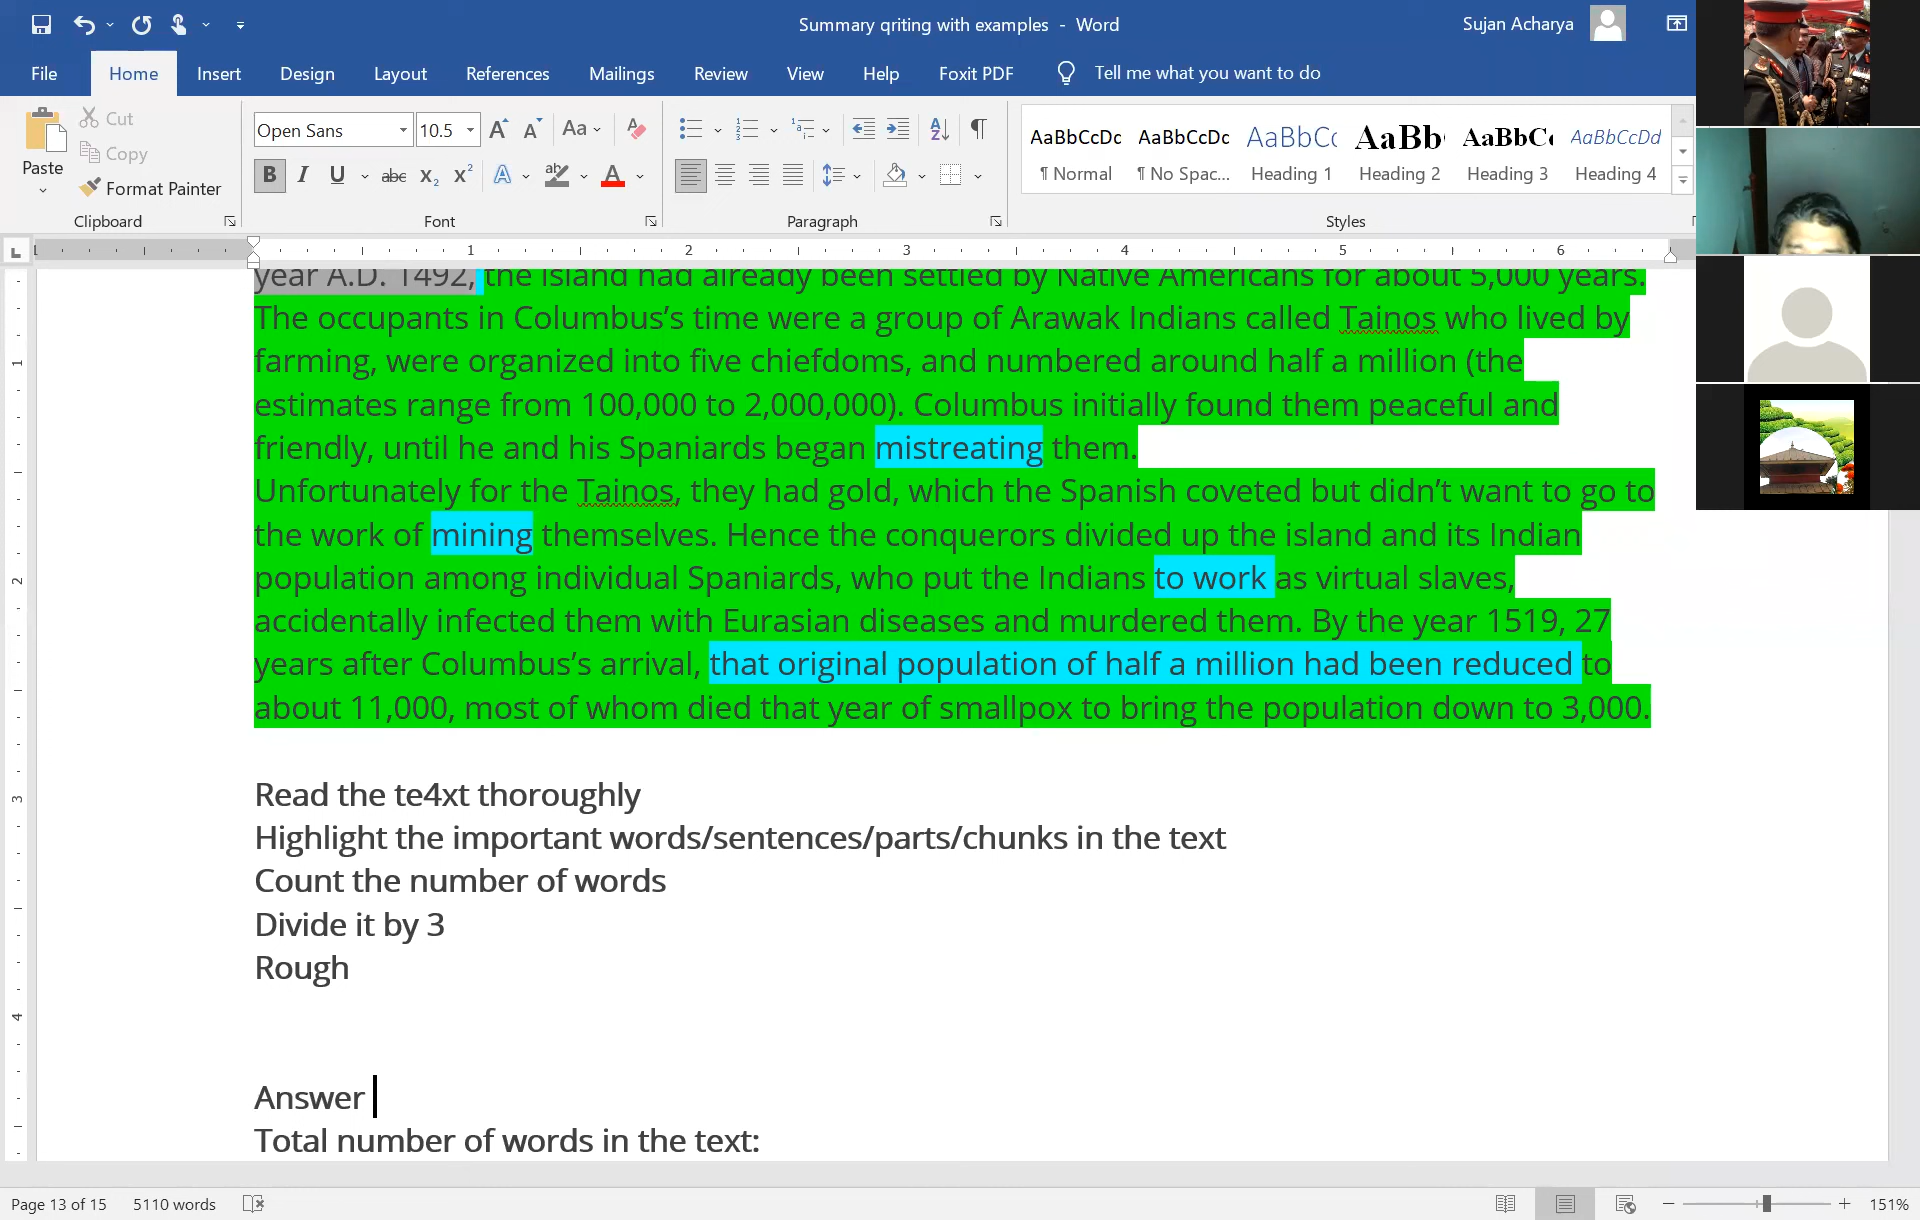 Summary qriting with examples - Word
Sujan Acharya
File Home Insert Design Layout References Mailings Review View Help Foxit PDF Tell me what you want to do
Paste
Cut
Copy
Format Painter
Clipboard
Open Sans 10.5
Font
Paragraph
AaBbCcDc AaBbCcDc AaBbCc AaBb AaBbC AaBbCcDd
¶ Normal ¶ No Spac... Heading 1 Heading 2 Heading 3 Heading 4
Styles
1 2 3 4 5 6
year A.D. 1492, the island had already been settled by Native Americans for about 5,000 years.
The occupants in Columbus’s time were a group of Arawak Indians called Tainos who lived by
farming, were organized into five chiefdoms, and numbered around half a million (the
estimates range from 100,000 to 2,000,000). Columbus initially found them peaceful and
friendly, until he and his Spaniards began mistreating them.
Unfortunately for the Tainos, they had gold, which the Spanish coveted but didn’t want to go to
the work of mining themselves. Hence the conquerors divided up the island and its Indian
population among individual Spaniards, who put the Indians to work as virtual slaves,
accidentally infected them with Eurasian diseases and murdered them. By the year 1519, 27
years after Columbus’s arrival, that original population of half a million had been reduced to
about 11,000, most of whom died that year of smallpox to bring the population down to 3,000.
Read the te4xt thoroughly
Highlight the important words/sentences/parts/chunks in the text
Count the number of words
Divide it by 3
Rough
Answer
Total number of words in the text:
Page 13 of 15 5110 words 151%